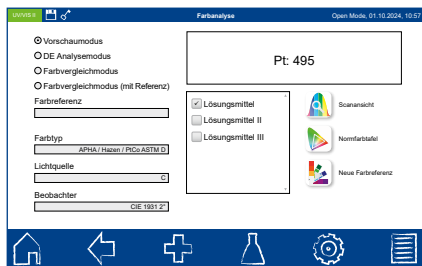 UV/VIS II
Farbanalyse
Open Mode, 01.10.2024, 10:57
Vorschaumodus
DE Analysemodus
Farbvergleichmodus
Farbvergleichmodus (mit Referenz)
Farbreferenz
Farbtyp
APHA / Hazen / PtCo ASTM D
Lichtquelle
C
Beobachter
CIE 1931 2°
Pt: 495
Lösungsmittel
Lösungsmittel II
Lösungsmittel III
Scanansicht
Normfarbtafel
Neue Farbreferenz